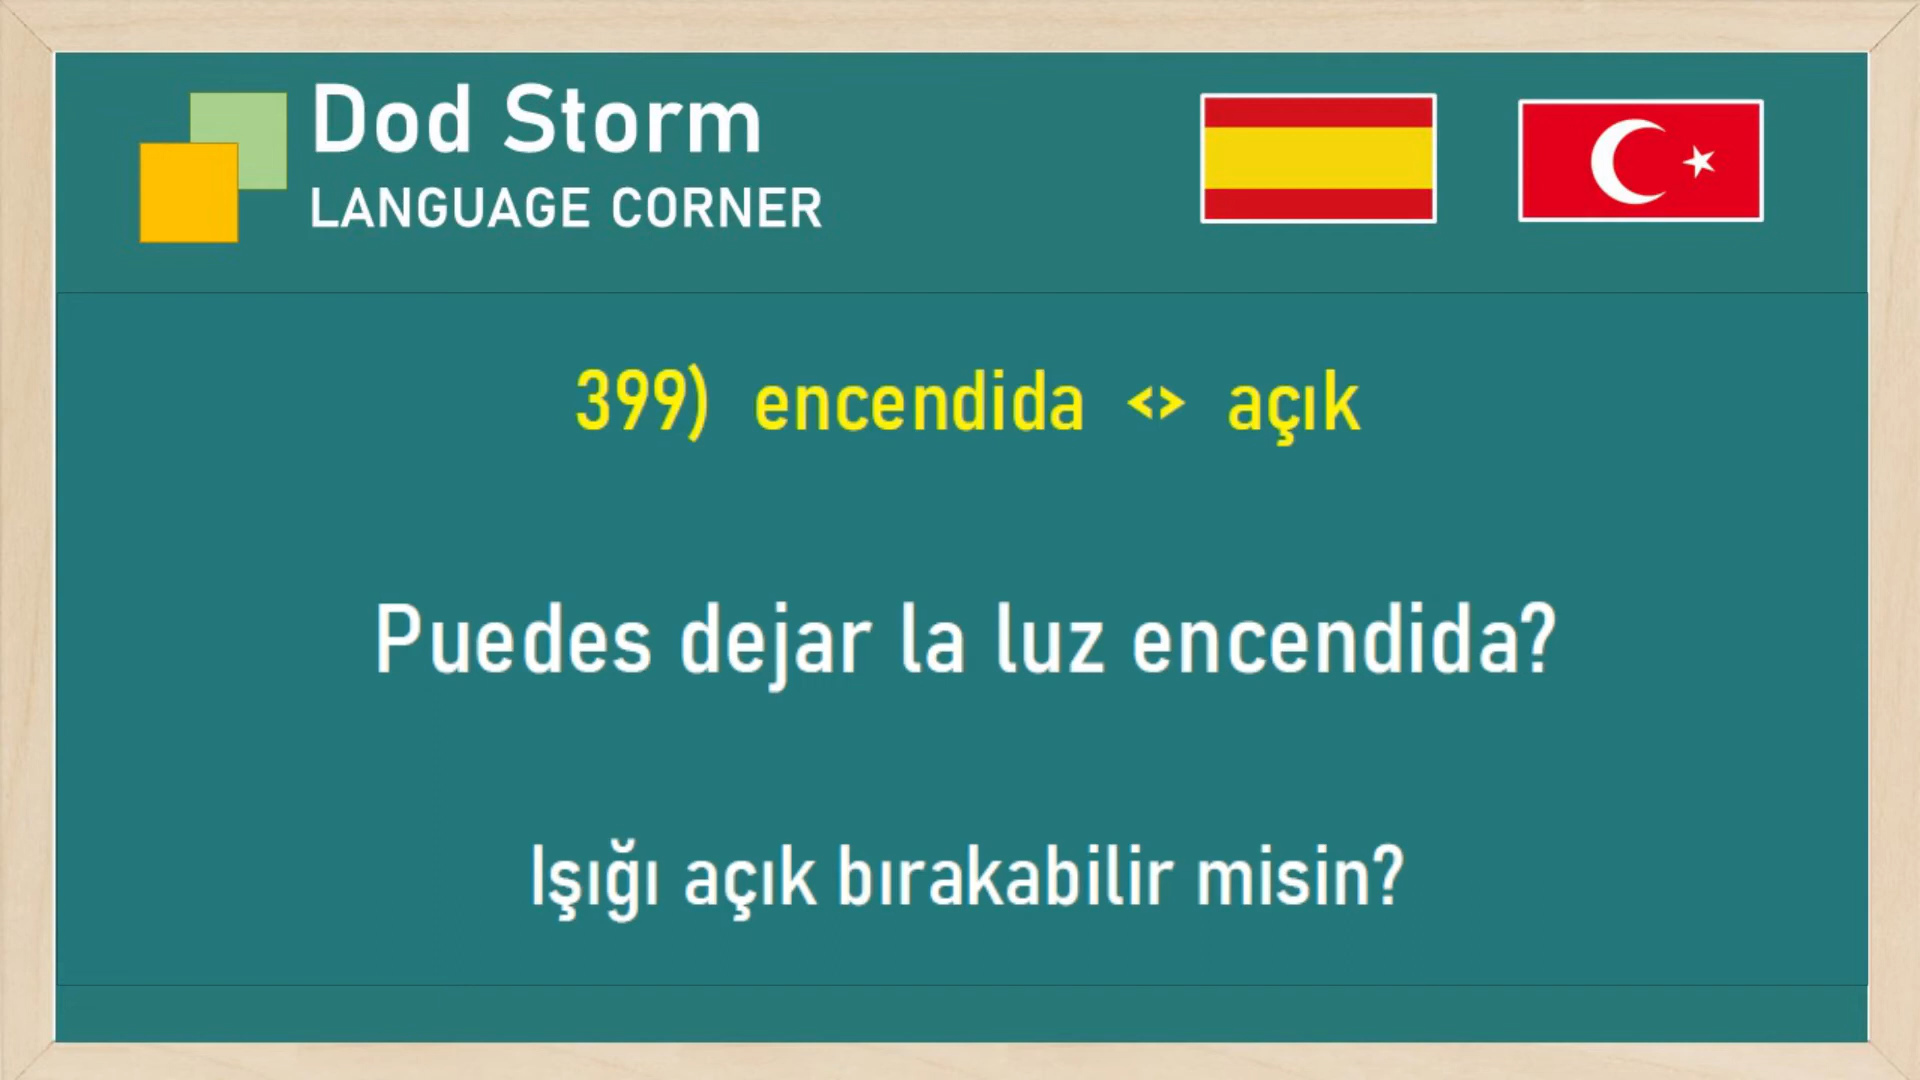 Dod Storm
LANGUAGE CORNER
399) encendida <> açık
Puedes dejar la luz encendida?
Işığı açık bırakabilir misin?